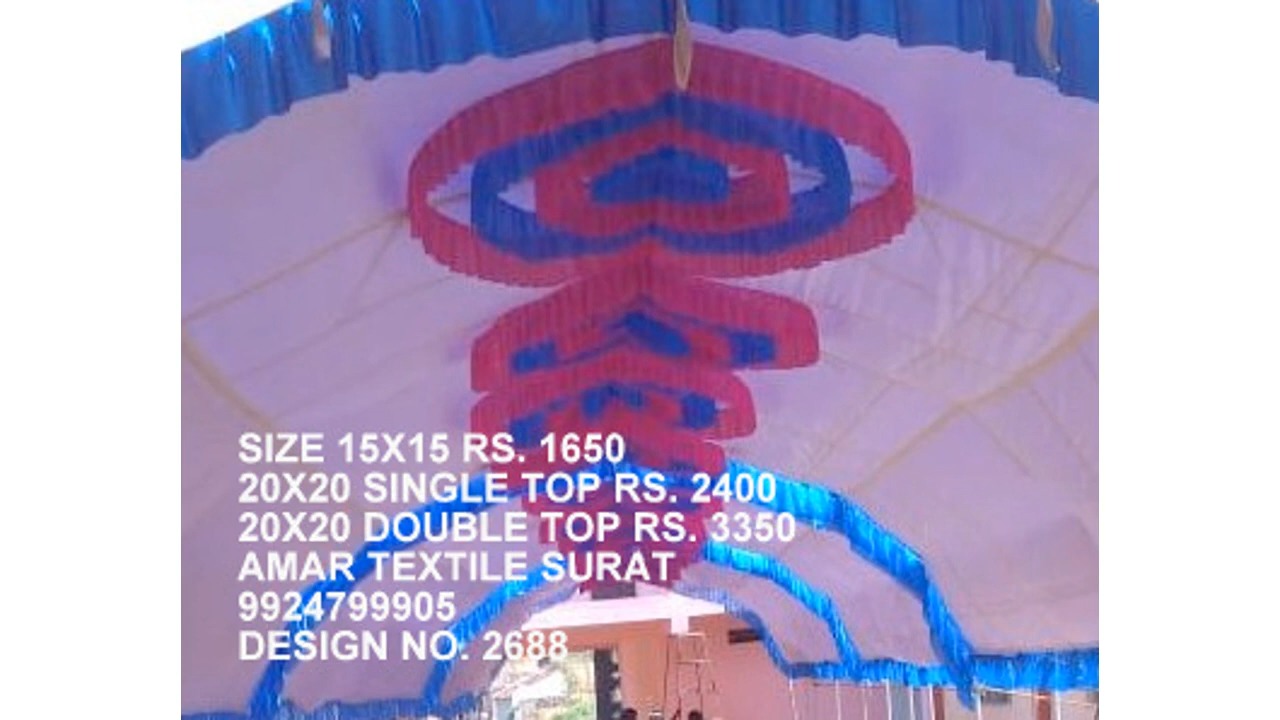 SIZE 15X15 RS. 1650
20X20 SINGLE TOP RS. 2400
20X20 DOUBLE TOP RS. 3350
AMAR TEXTILE SURAT
9924799905
DESIGN NO. 2688